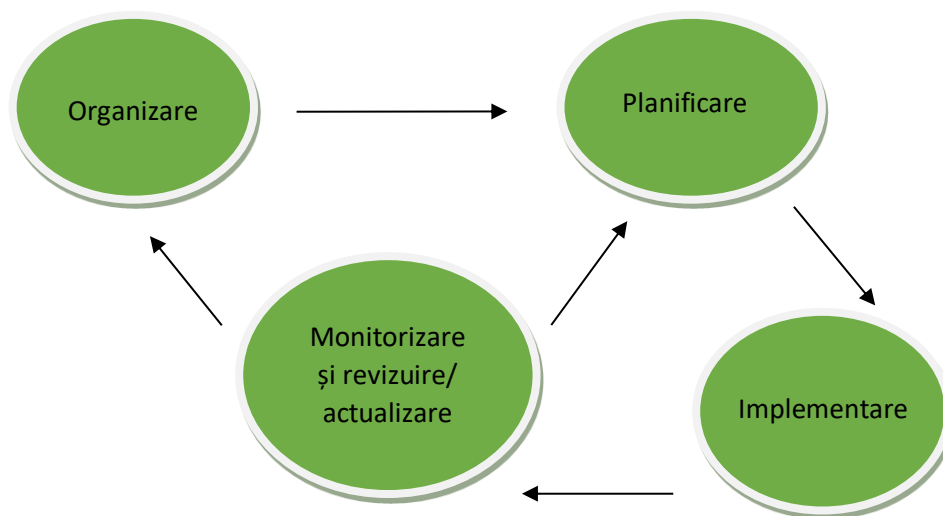 Organizare
Planificare
Monitorizare
și revizuire/
actualizare
Implementare